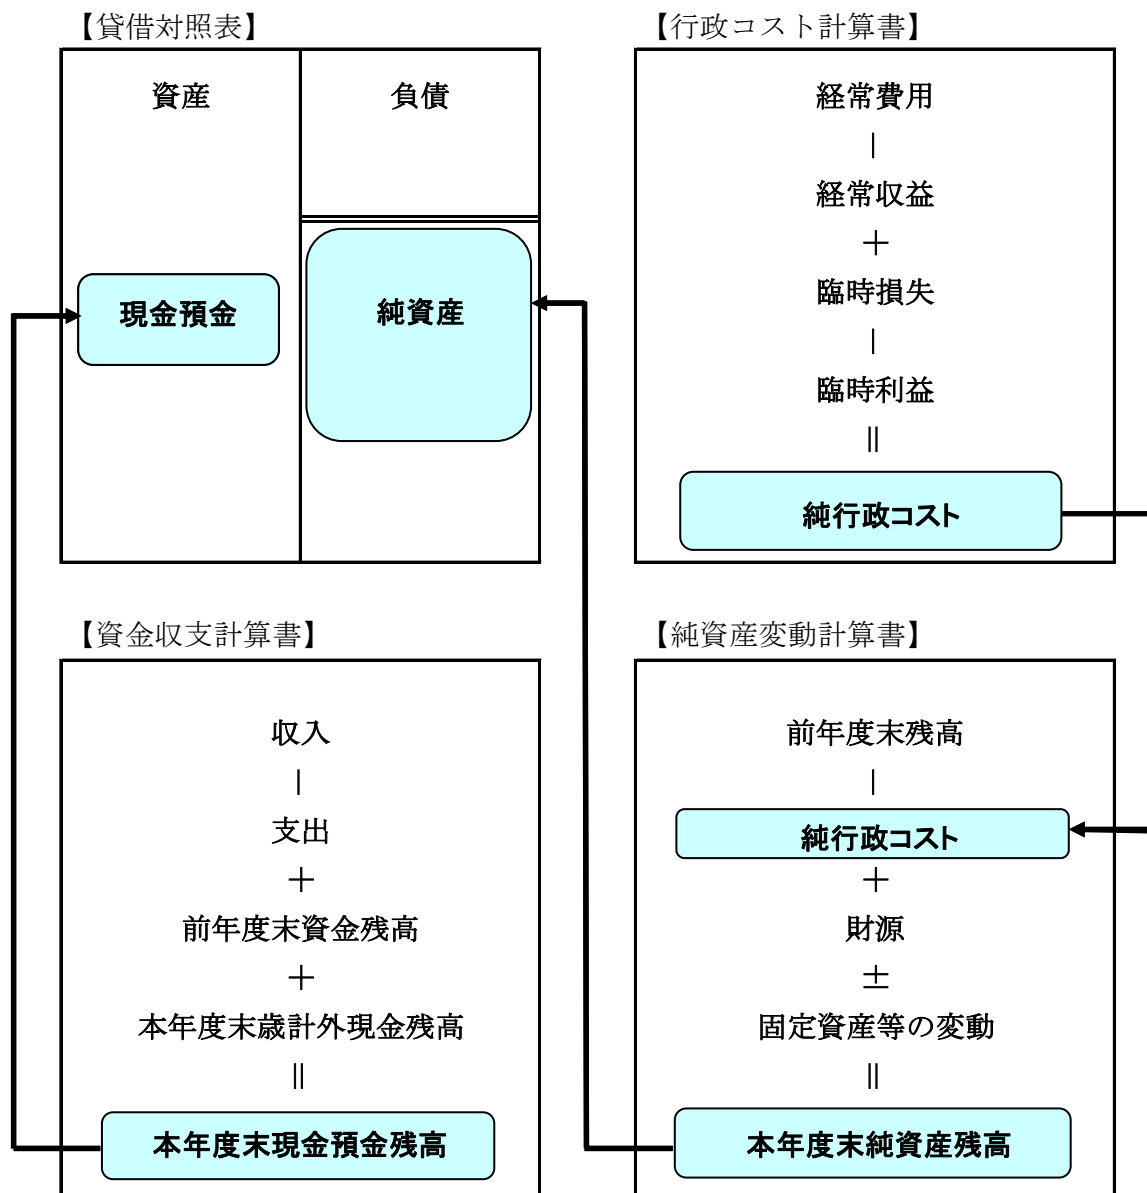 【貸借対照表】
資産
負債
現金預金
純資産
【行政コスト計算書】
経常費用
－
経常収益
＋
臨時損失
－
臨時利益
＝
純行政コスト
【資金収支計算書】
収入
－
支出
＋
前年度末資金残高
＋
本年度末歳計外現金残高
＝
本年度末現金預金残高
【純資産変動計算書】
前年度末残高
－
純行政コスト
＋
財源
±
固定資産等の変動
＝
本年度末純資産残高